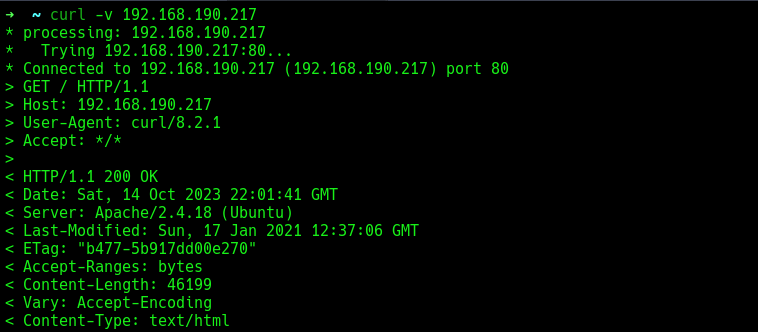 ➜  ~ curl -v 192.168.190.217
* processing: 192.168.190.217
*   Trying 192.168.190.217:80...
* Connected to 192.168.190.217 (192.168.190.217) port 80
> GET / HTTP/1.1
> Host: 192.168.190.217
> User-Agent: curl/8.2.1
> Accept: */*
>
< HTTP/1.1 200 OK
< Date: Sat, 14 Oct 2023 22:01:41 GMT
< Server: Apache/2.4.18 (Ubuntu)
< Last-Modified: Sun, 17 Jan 2021 12:37:06 GMT
< ETag: "b477-5b917dd00e270"
< Accept-Ranges: bytes
< Content-Length: 46199
< Vary: Accept-Encoding
< Content-Type: text/html